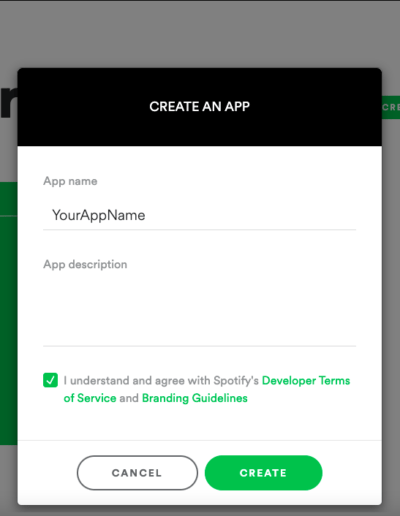 CREATE AN APP
App name
YourAppName
App description
I understand and agree with Spotify's Developer Terms
of Service and Branding Guidelines
CANCEL
CREATE